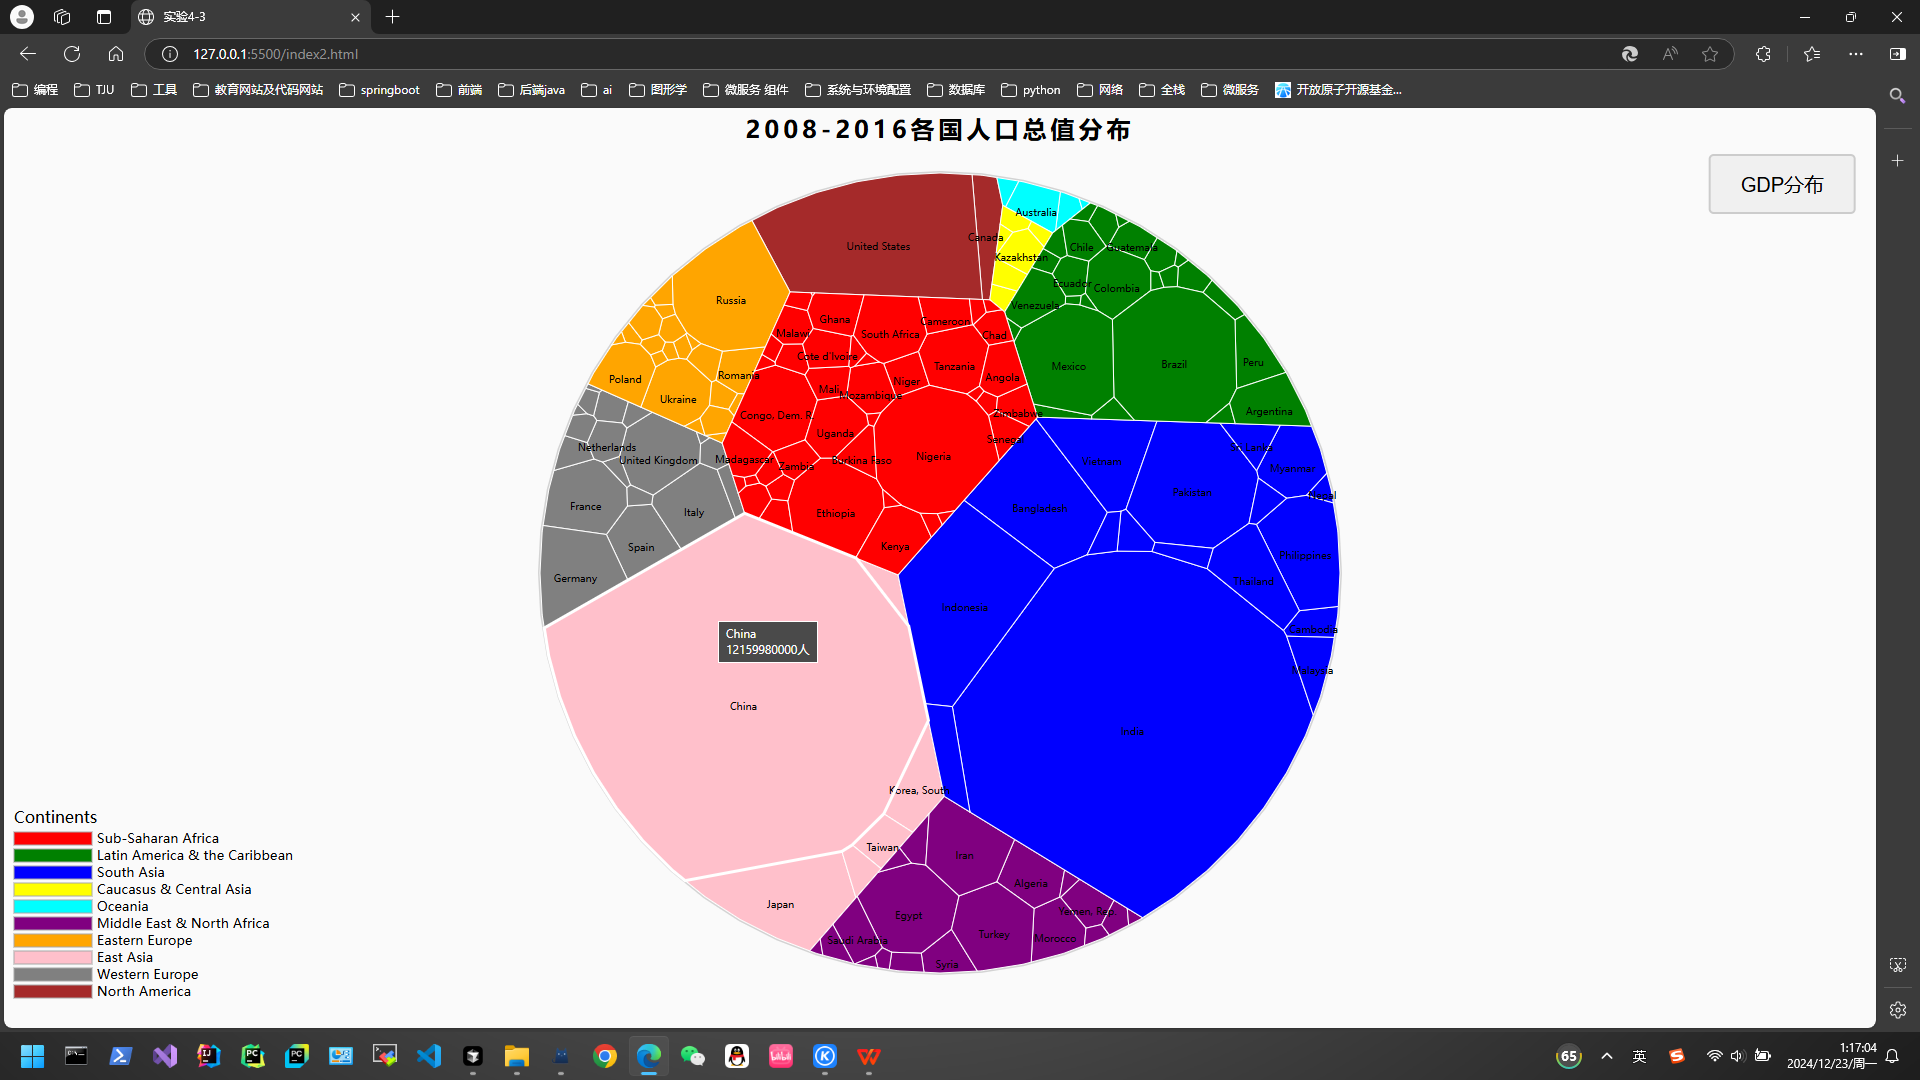 实验4-3
127.0.0.1:5500/index2.html
编程 TJU 工具 教育网站及代码网站 springboot 前端 后端java ai 图形学 微服务 组件 系统与环境配置 数据库 python 网络 全栈 微服务 开放原子开源基金...
2008-2016各国人口总值分布
GDP分布
Australia
United States
Canada
Chile
Guatemala
Kazakhstan
Ecuador
Colombia
Russia
Venezuela
Ghana
Cameroon
Malawi
South Africa
Chad
Cote d'Ivoire
Tanzania
Mexico
Brazil
Peru
Poland
Romania
Niger
Angola
Mali
Mozambique
Ukraine
Congo, Dem. R
Zimbabwe
Argentina
Uganda
Senegal
Netherlands
United Kingdom
Madagascar
Zambia
Burkina Faso
Nigeria
Vietnam
Sri Lanka
Myanmar
Pakistan
Nepal
France
Italy
Ethiopia
Bangladesh
Spain
Kenya
Philippines
Germany
Thailand
Indonesia
Cambodia
China
12159980000人
Malaysia
China
India
Korea, South
Taiwan
Iran
Algeria
Japan
Egypt
Yemen, Rep.
Saudi Arabia
Turkey
Morocco
Syria
Continents
Sub-Saharan Africa
Latin America & the Caribbean
South Asia
Caucasus & Central Asia
Oceania
Middle East & North Africa
Eastern Europe
East Asia
Western Europe
North America
65
英
1:17:04
2024/12/23/周一